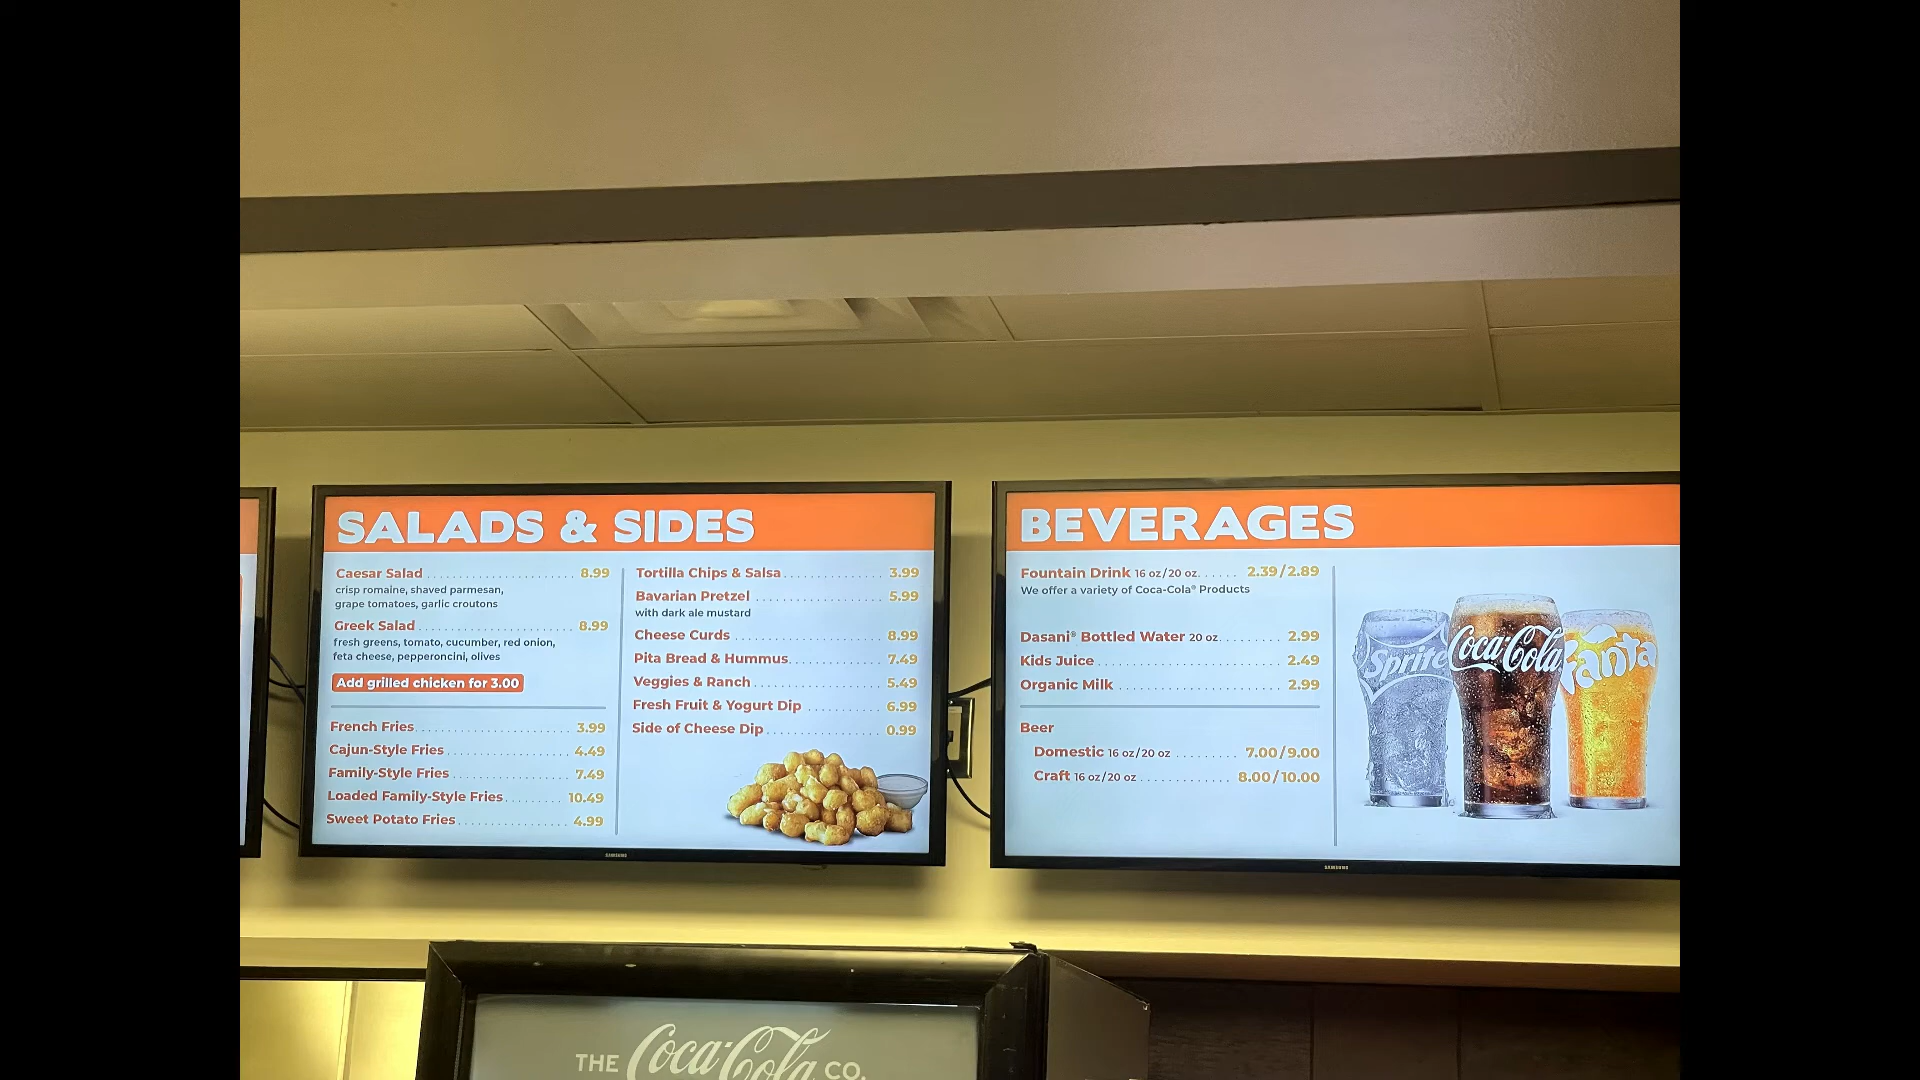 SALADS & SIDES
Caesar Salad 8.99
crisp romaine, shaved parmesan,
grape tomatoes, garlic croutons
Greek Salad 8.99
fresh greens, tomato, cucumber, red onion,
feta cheese, pepperoncini, olives
Add grilled chicken for 3.00
French Fries 3.99
Cajun-Style Fries 4.49
Family-Style Fries 7.49
Loaded Family-Style Fries 10.49
Sweet Potato Fries 4.99
Tortilla Chips & Salsa 3.99
Bavarian Pretzel 5.99
with dark ale mustard
Cheese Curds 8.99
Pita Bread & Hummus 7.49
Veggies & Ranch 5.49
Fresh Fruit & Yogurt Dip 6.99
Side of Cheese Dip 0.99
SAMSUNG
BEVERAGES
Fountain Drink 16 oz/20 oz 2.39/2.89
We offer a variety of Coca-Cola® Products
Dasani® Bottled Water 20 oz 2.99
Kids Juice 2.49
Organic Milk 2.99
Beer
Domestic 16 oz/20 oz 7.00/9.00
Craft 16 oz/20 oz 8.00/10.00
Sprite
Coca-Cola
Fanta
SAMSUNG
THE Coca-Cola CO.